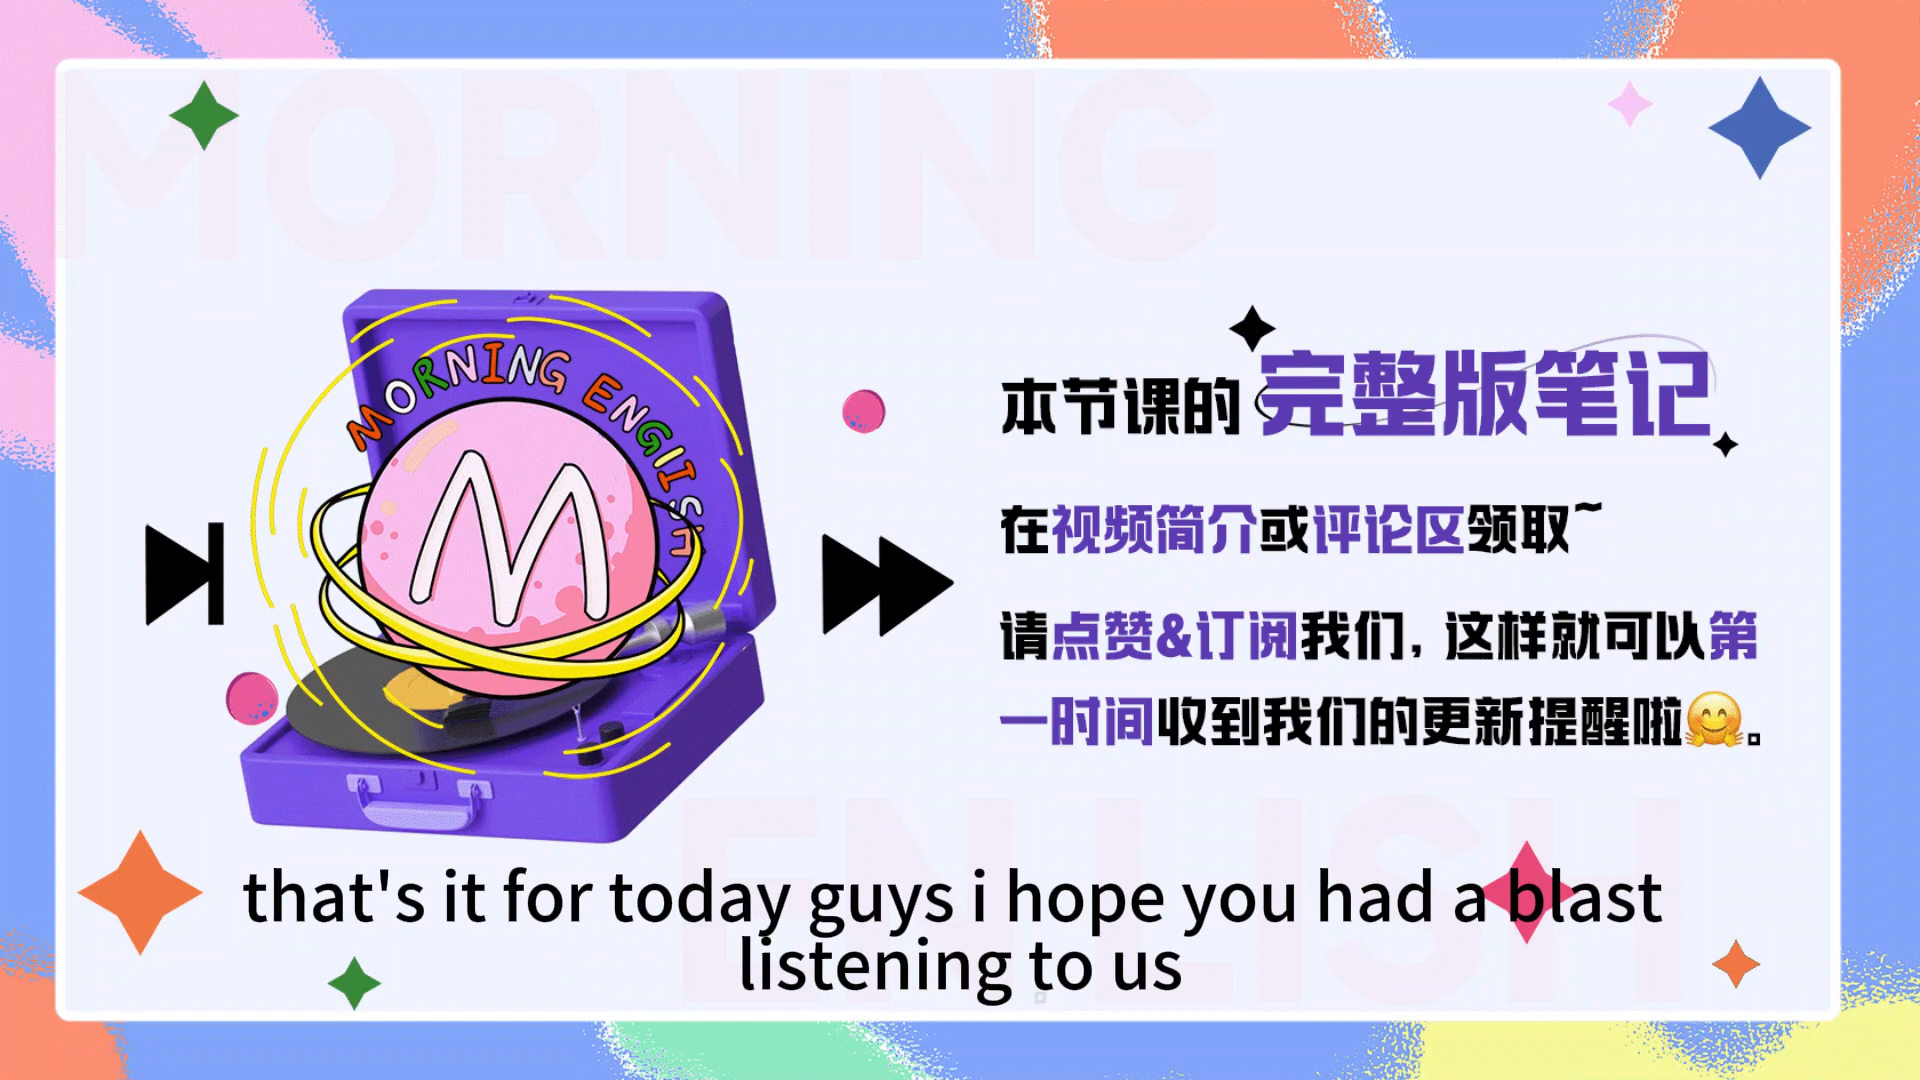 MORNING
MORNING ENGLISH
M
本节课的 完整版笔记
在视频简介或评论区领取~
请点赞&订阅我们，这样就可以第
一时间收到我们的更新提醒啦🤗。
ENGLISH
that's it for today guys i hope you had a blast
listening to us